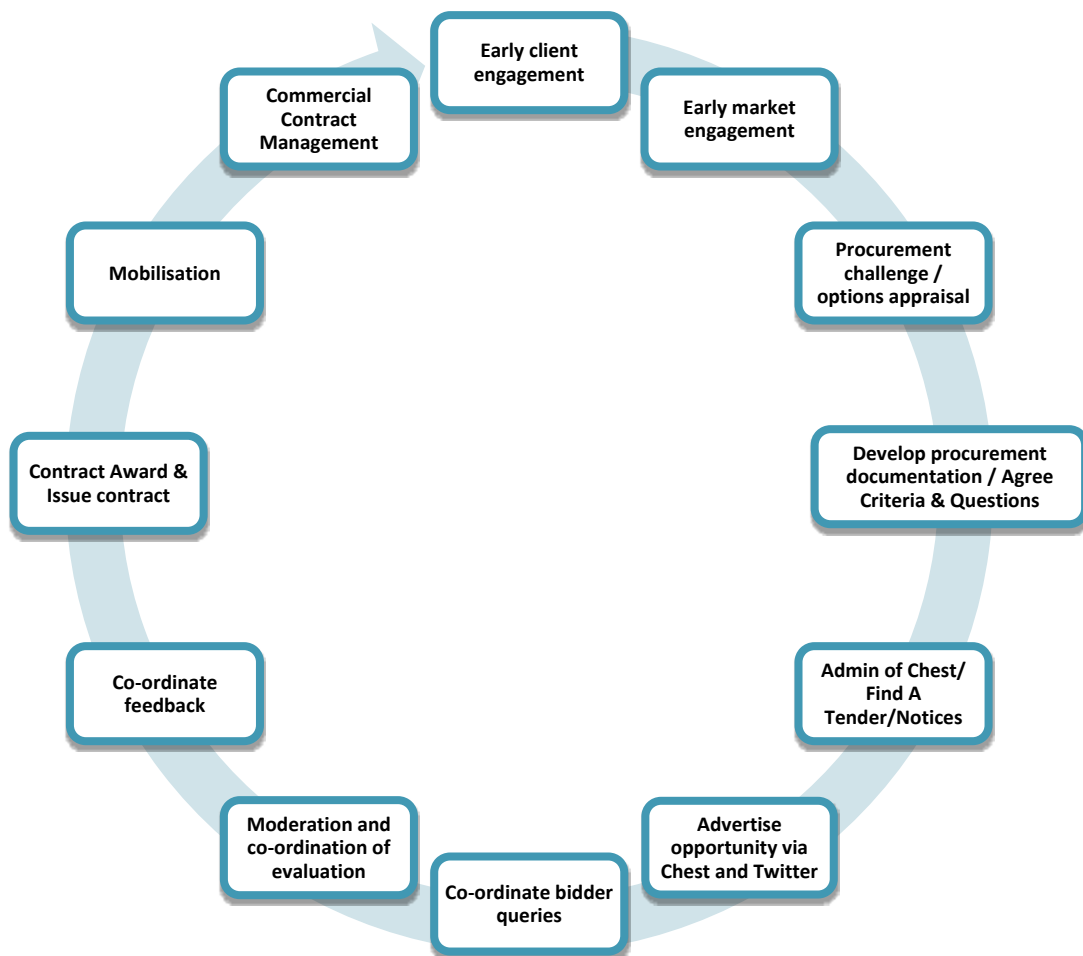 Early client
engagement
Early market
engagement
Procurement
challenge /
options appraisal
Develop procurement
documentation / Agree
Criteria & Questions
Admin of Chest/
Find A
Tender/Notices
Advertise
opportunity via
Chest and Twitter
Co-ordinate bidder
queries
Moderation and
co-ordination of
evaluation
Co-ordinate
feedback
Contract Award &
Issue contract
Mobilisation
Commercial
Contract
Management